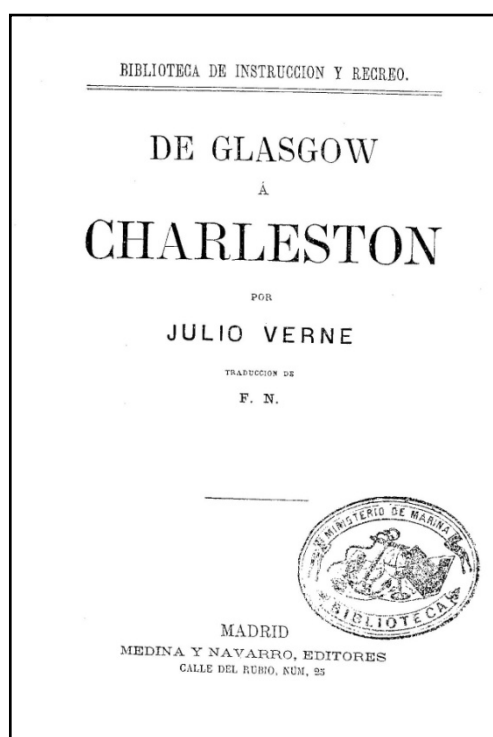 BIBLIOTECA DE INSTRUCCION Y RECREO.
DE GLASGOW
Á
CHARLESTON
POR
JULIO VERNE
TRADUCCION DE
F. N.
MINISTERIO DE MARINA
BIBLIOTECA
MADRID
MEDINA Y NAVARRO, EDITORES
CALLE DEL RUBIO, NÚM, 25